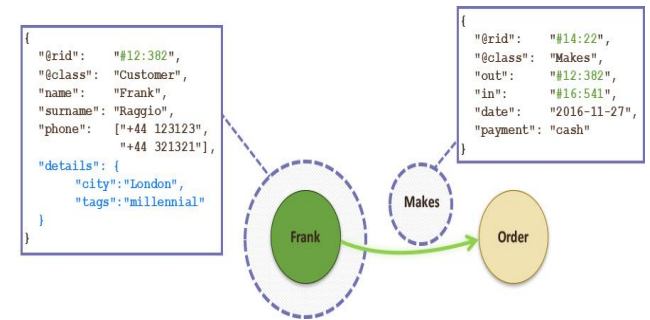 {
"@rid": "#12:382",
"@class": "Customer",
"name": "Frank",
"surname": "Raggio",
"phone": ["+44 123123",
"+44 321321"],
"details": {
"city":"London",
"tags":"millennial"
}
}
{
"@rid": "#14:22",
"@class": "Makes",
"out": "#12:382",
"in": "#16:541",
"date": "2016-11-27",
"payment": "cash"
}
Frank
Makes
Order